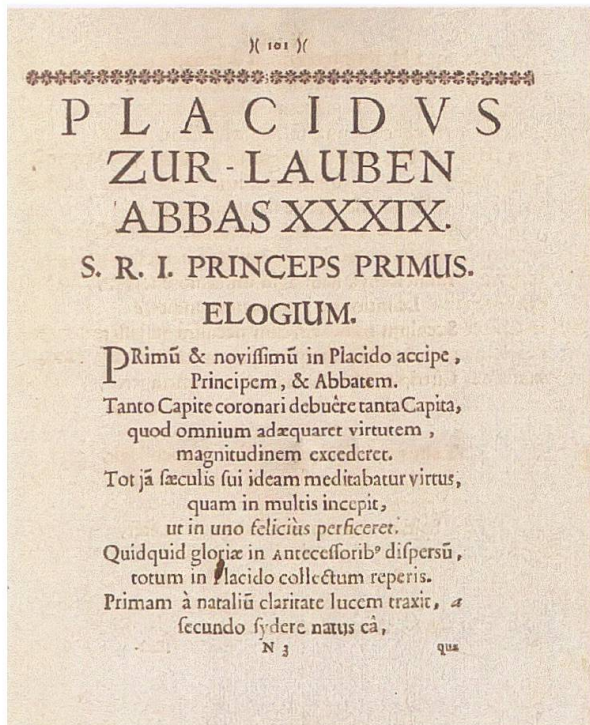 )( 101 )(
PLACIDVS
ZUR-LAUBEN
ABBAS XXXIX.
S. R. I. PRINCEPS PRIMUS.
ELOGIUM.
PRimũ & noviſſimũ in Placido accipe,
Principem, & Abbatem.
Tanto Capite coronari debuêre tanta Capita,
quod omnium adæquaret virtutem,
magnitudinem excederet.
Tot jã ſæculis ſui ideam meditabatur virtus,
quam in multis incepit,
ut in uno feliciùs perficeret.
Quidquid gloriæ in Anteceſſoribꝰ diſperſũ,
totum in Placido collectum reperis.
Primam à nataliũ claritate lucem traxit, a
ſecundo ſydere natus eâ,
N 3 quæ